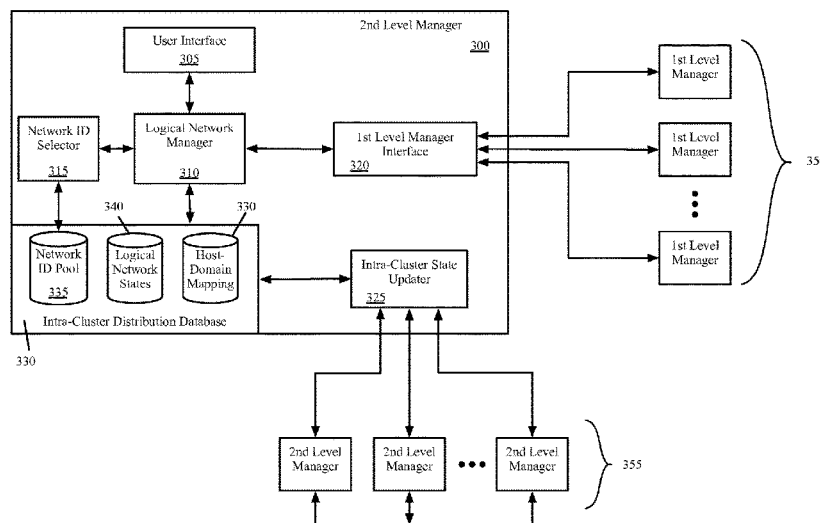 2nd Level Manager
300
User Interface
305
Network ID
Selector
315
Logical Network
Manager
310
1st Level Manager
Interface
320
1st Level
Manager
1st Level
Manager
1st Level
Manager
35
340
330
Network
ID Pool
335
Logical
Network
States
Host-
Domain
Mapping
Intra-Cluster Distribution Database
330
Intra-Cluster State
Updater
325
2nd Level
Manager
2nd Level
Manager
2nd Level
Manager
355